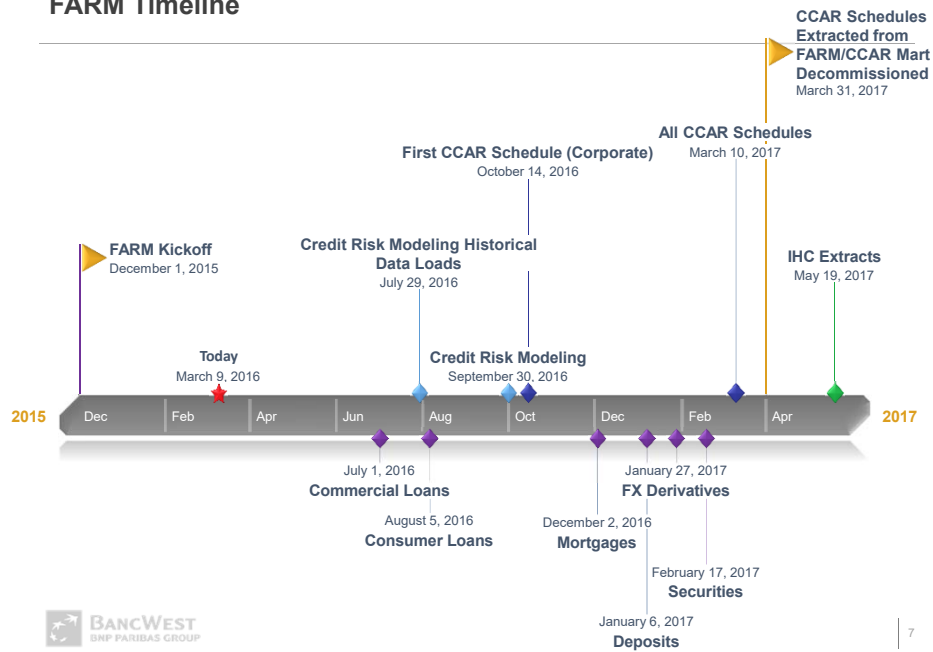 FARM Timeline
CCAR Schedules
Extracted from
FARM/CCAR Mart
Decommissioned
March 31, 2017
All CCAR Schedules
March 10, 2017
First CCAR Schedule (Corporate)
October 14, 2016
FARM Kickoff
December 1, 2015
Credit Risk Modeling Historical
Data Loads
July 29, 2016
IHC Extracts
May 19, 2017
Today
March 9, 2016
Credit Risk Modeling
September 30, 2016
2015 Dec Feb Apr Jun Aug Oct Dec Feb Apr 2017
July 1, 2016
Commercial Loans
January 27, 2017
FX Derivatives
August 5, 2016
Consumer Loans
December 2, 2016
Mortgages
February 17, 2017
Securities
January 6, 2017
Deposits
BANCWEST
BNP PARIBAS GROUP
7